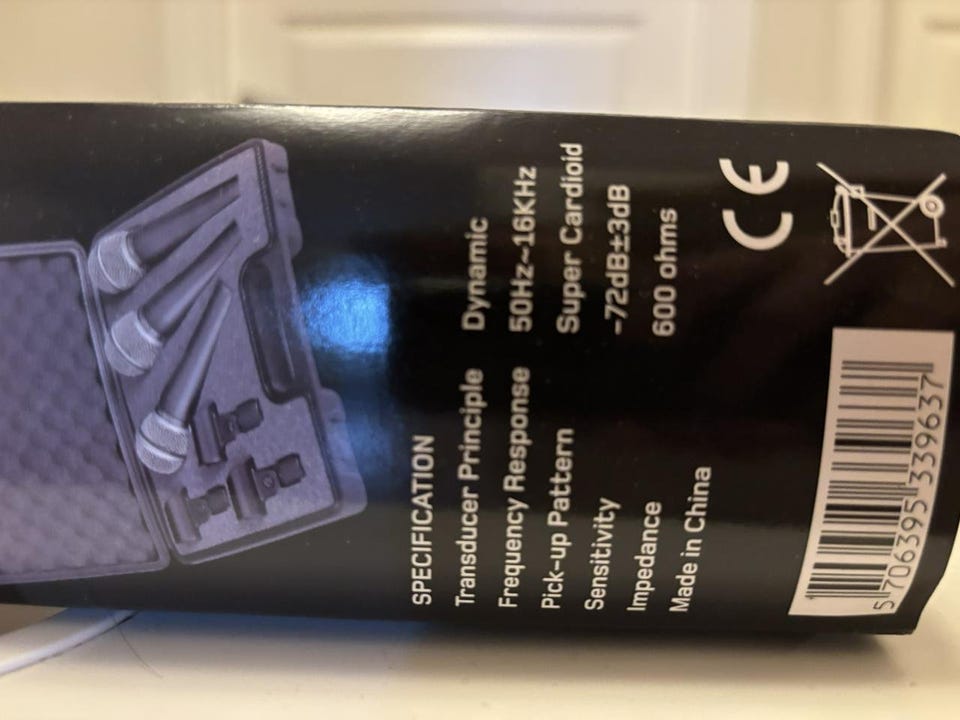 SPECIFICATION
Transducer Principle Dynamic
Frequency Response 50Hz~16KHz
Pick-up Pattern Super Cardioid
Sensitivity -72dB±3dB
Impedance 600 ohms
Made in China
CE
5 706395 339637